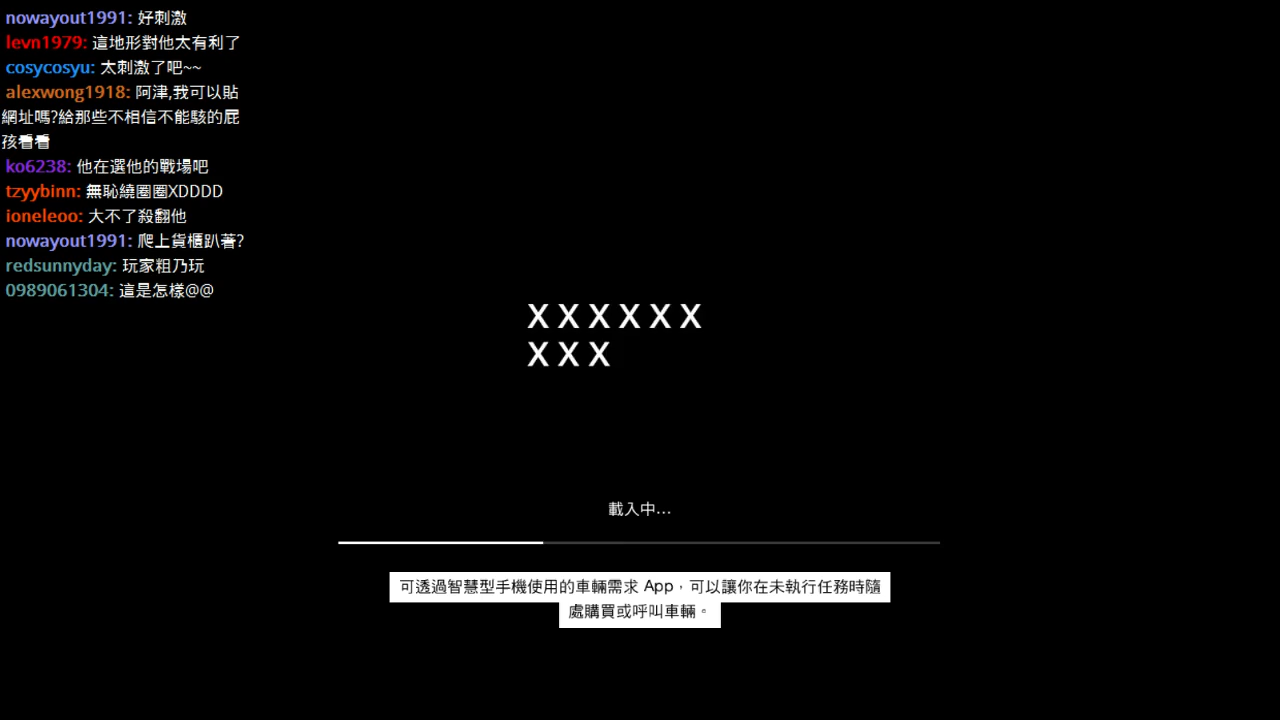 nowayout1991: 好刺激
levn1979: 這地形對他太有利了
cosycosyu: 太刺激了吧~~
alexwong1918: 阿津,我可以貼
網址嗎?給那些不相信不能駭的屁
孩看看
ko6238: 他在選他的戰場吧
tzyybinn: 無恥繞圈圈XDDDD
ioneleoo: 大不了殺翻他
nowayout1991: 爬上貨櫃趴著?
redsunnyday: 玩家粗乃玩
0989061304: 這是怎樣@@
X X X X X X
X X X
載入中...
可透過智慧型手機使用的車輛需求 App，可以讓你在未執行任務時隨
處購買或呼叫車輛。